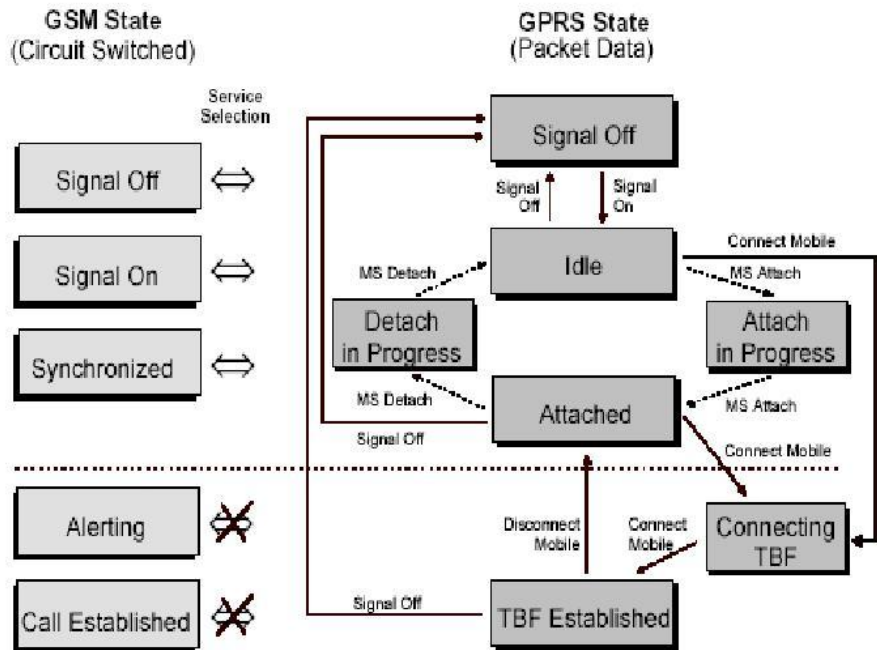 GSM State
(Circuit Switched)
GPRS State
(Packet Data)
Service
Selection
Signal Off
Signal On
Synchronized
Alerting
Call Established
Signal Off
Signal
Off
Signal
On
Idle
Connect Mobile
MS Detach
MS Attach
Detach
in Progress
Attach
in Progress
MS Detach
MS Attach
Attached
Signal Off
Connect Mobile
Disconnect
Mobile
Connect
Mobile
Connecting
TBF
Signal Off
TBF Established